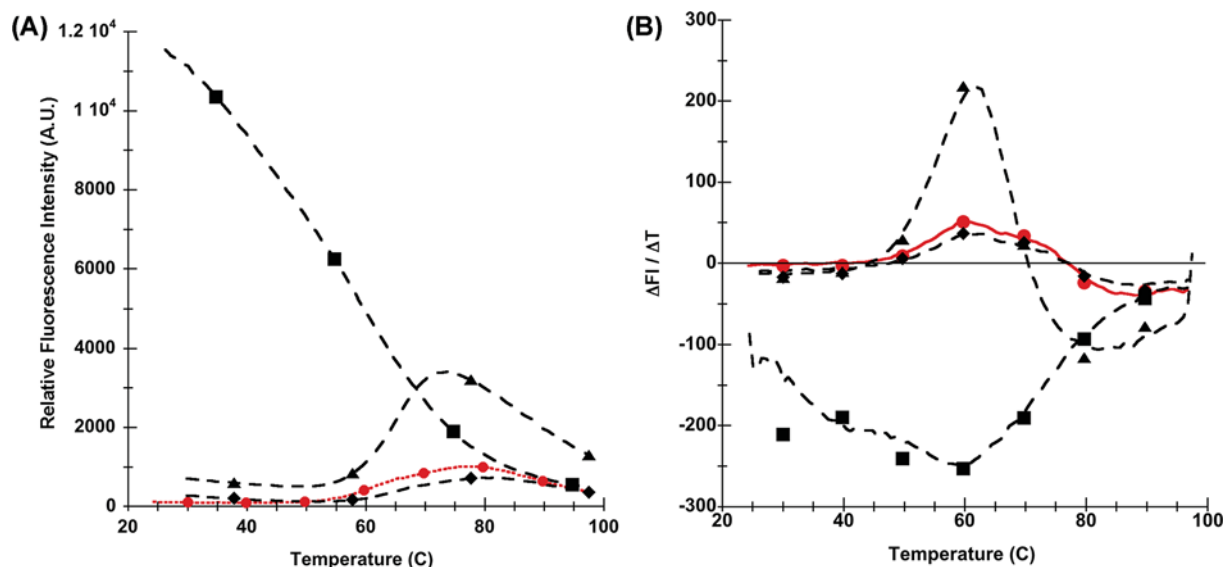 (A)
Relative Fluorescence Intensity (A.U.)
1.2 10⁴
1 10⁴
8000
6000
4000
2000
0
20 40 60 80 100
Temperature (C)
(B)
ΔFI / ΔT
300
200
100
0
-100
-200
-300
20 40 60 80 100
Temperature (C)